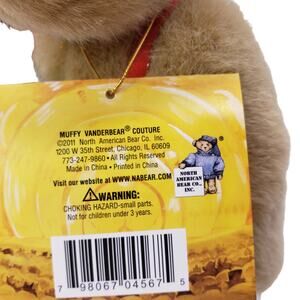 MUFFY VANDERBEAR® COUTURE
©2011 North American Bear Co. Inc.
1200 W 35th Street, Chicago, IL 60609
773-247-9860 • All Rights Reserved
Made in China • Printed in China
Visit our website at WWW.NABEAR.COM
⚠WARNING:
CHOKING HAZARD-small parts.
Not for children under 3 years.
NORTH
AMERICAN
BEAR CO.,
INC.
7 98067 04567 5